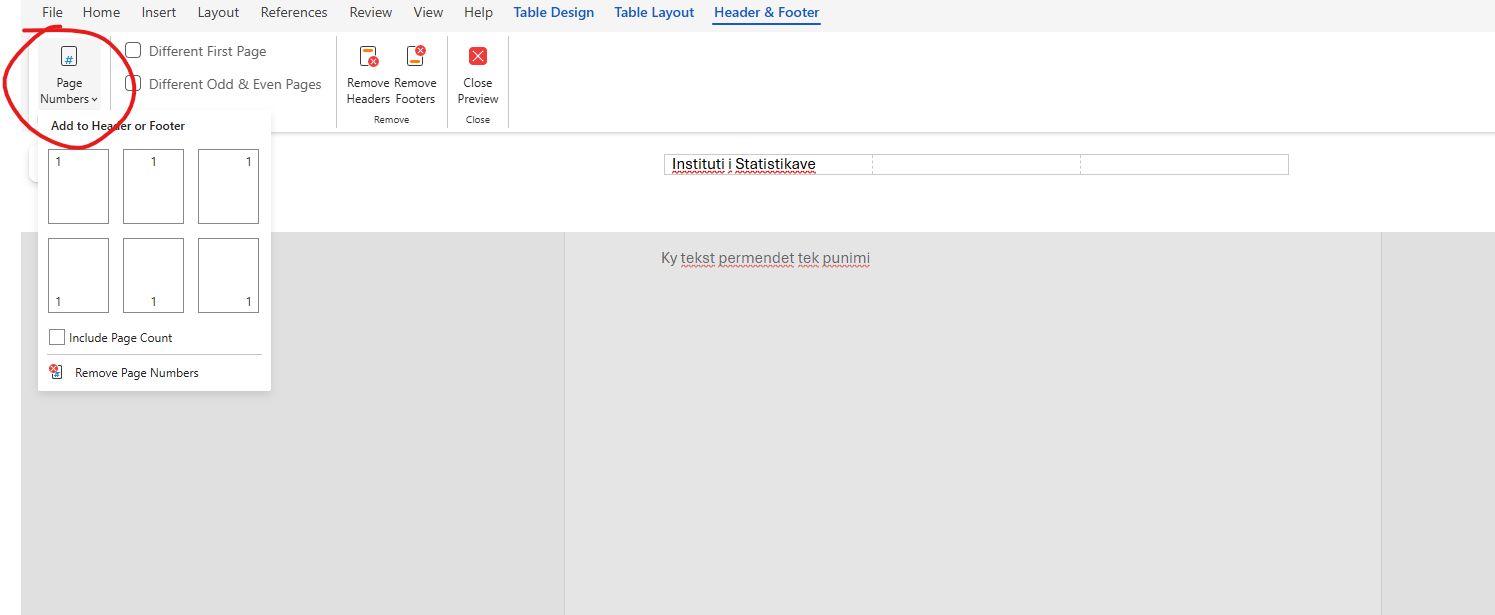 File Home Insert Layout References Review View Help Table Design Table Layout Header & Footer
Page Numbers
Different First Page
Different Odd & Even Pages
Remove Headers
Remove Footers
Remove
Close Preview
Close
Add to Header or Footer
1 1 1
1 1 1
Include Page Count
Remove Page Numbers
Instituti i Statistikave
Ky tekst permendet tek punimi